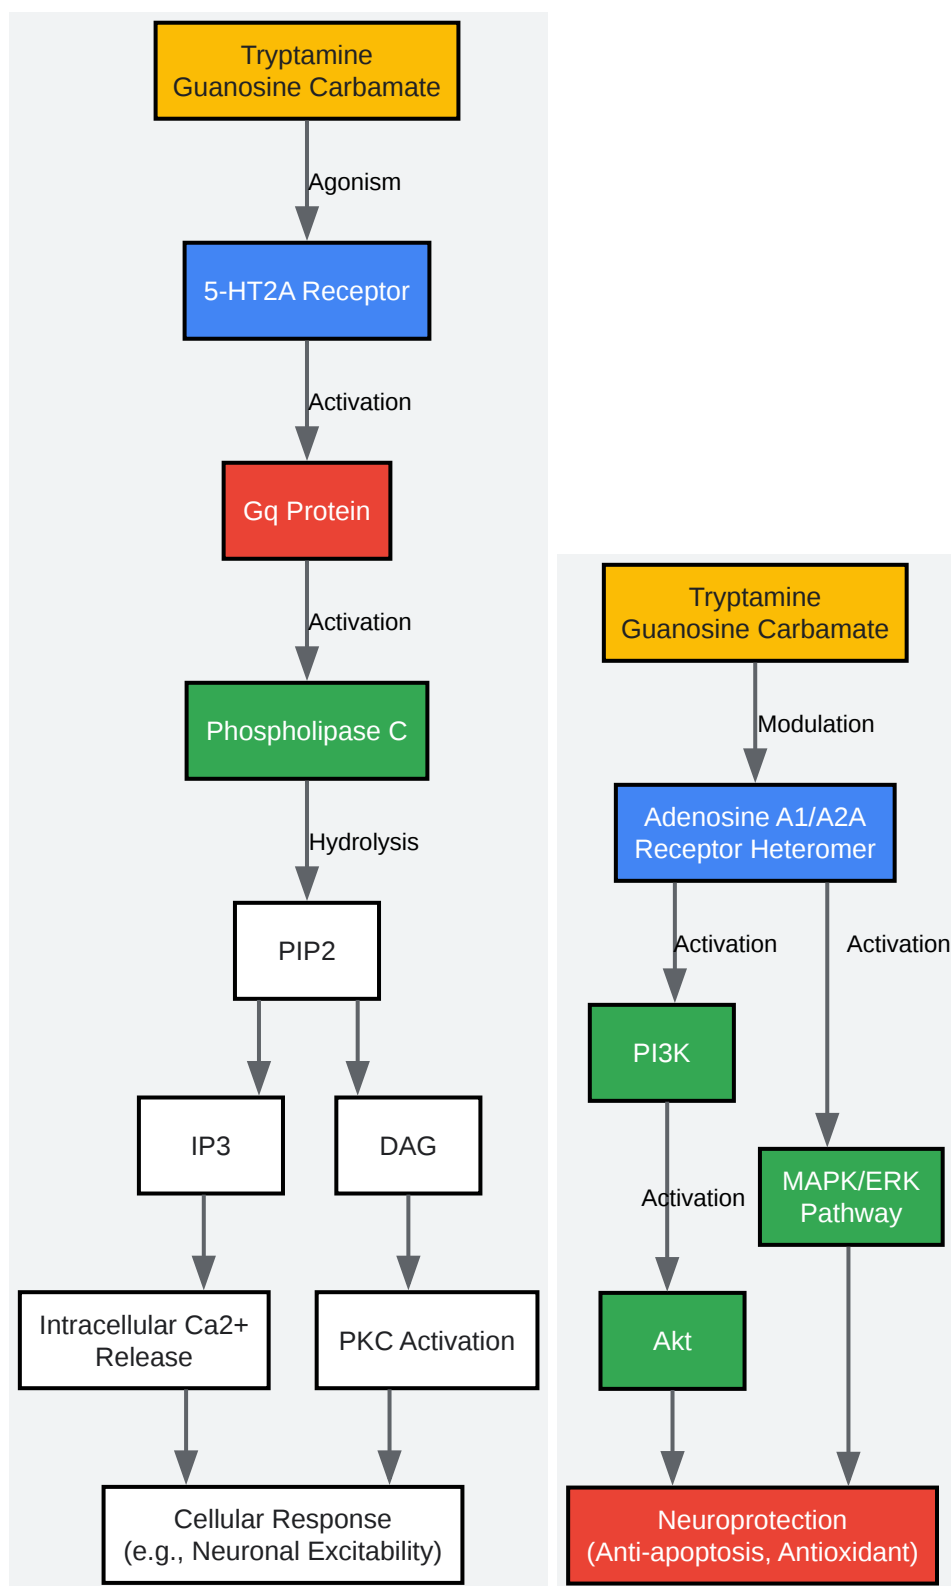 Tryptamine
Guanosine Carbamate
Agonism
5-HT2A Receptor
Activation
Gq Protein
Activation
Phospholipase C
Hydrolysis
PIP2
IP3
DAG
Intracellular Ca2+
Release
PKC Activation
Cellular Response
(e.g., Neuronal Excitability)
Tryptamine
Guanosine Carbamate
Modulation
Adenosine A1/A2A
Receptor Heteromer
Activation
Activation
PI3K
MAPK/ERK
Pathway
Activation
Akt
Neuroprotection
(Anti-apoptosis, Antioxidant)